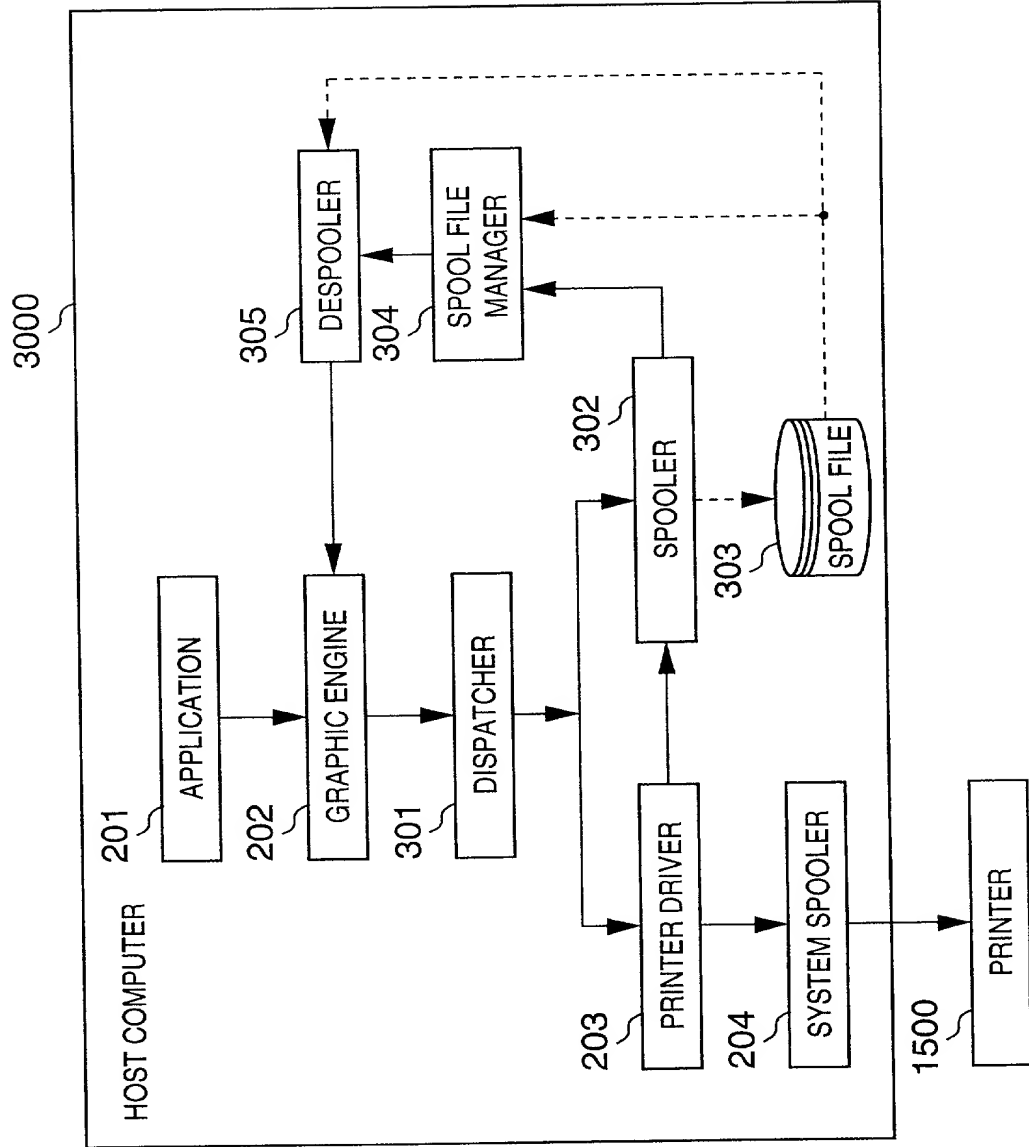 3000
HOST COMPUTER
201
APPLICATION
202
GRAPHIC ENGINE
301
DISPATCHER
305
DESPOOLER
304
SPOOL FILE
MANAGER
203
PRINTER DRIVER
302
SPOOLER
303
SPOOL FILE
204
SYSTEM SPOOLER
1500
PRINTER